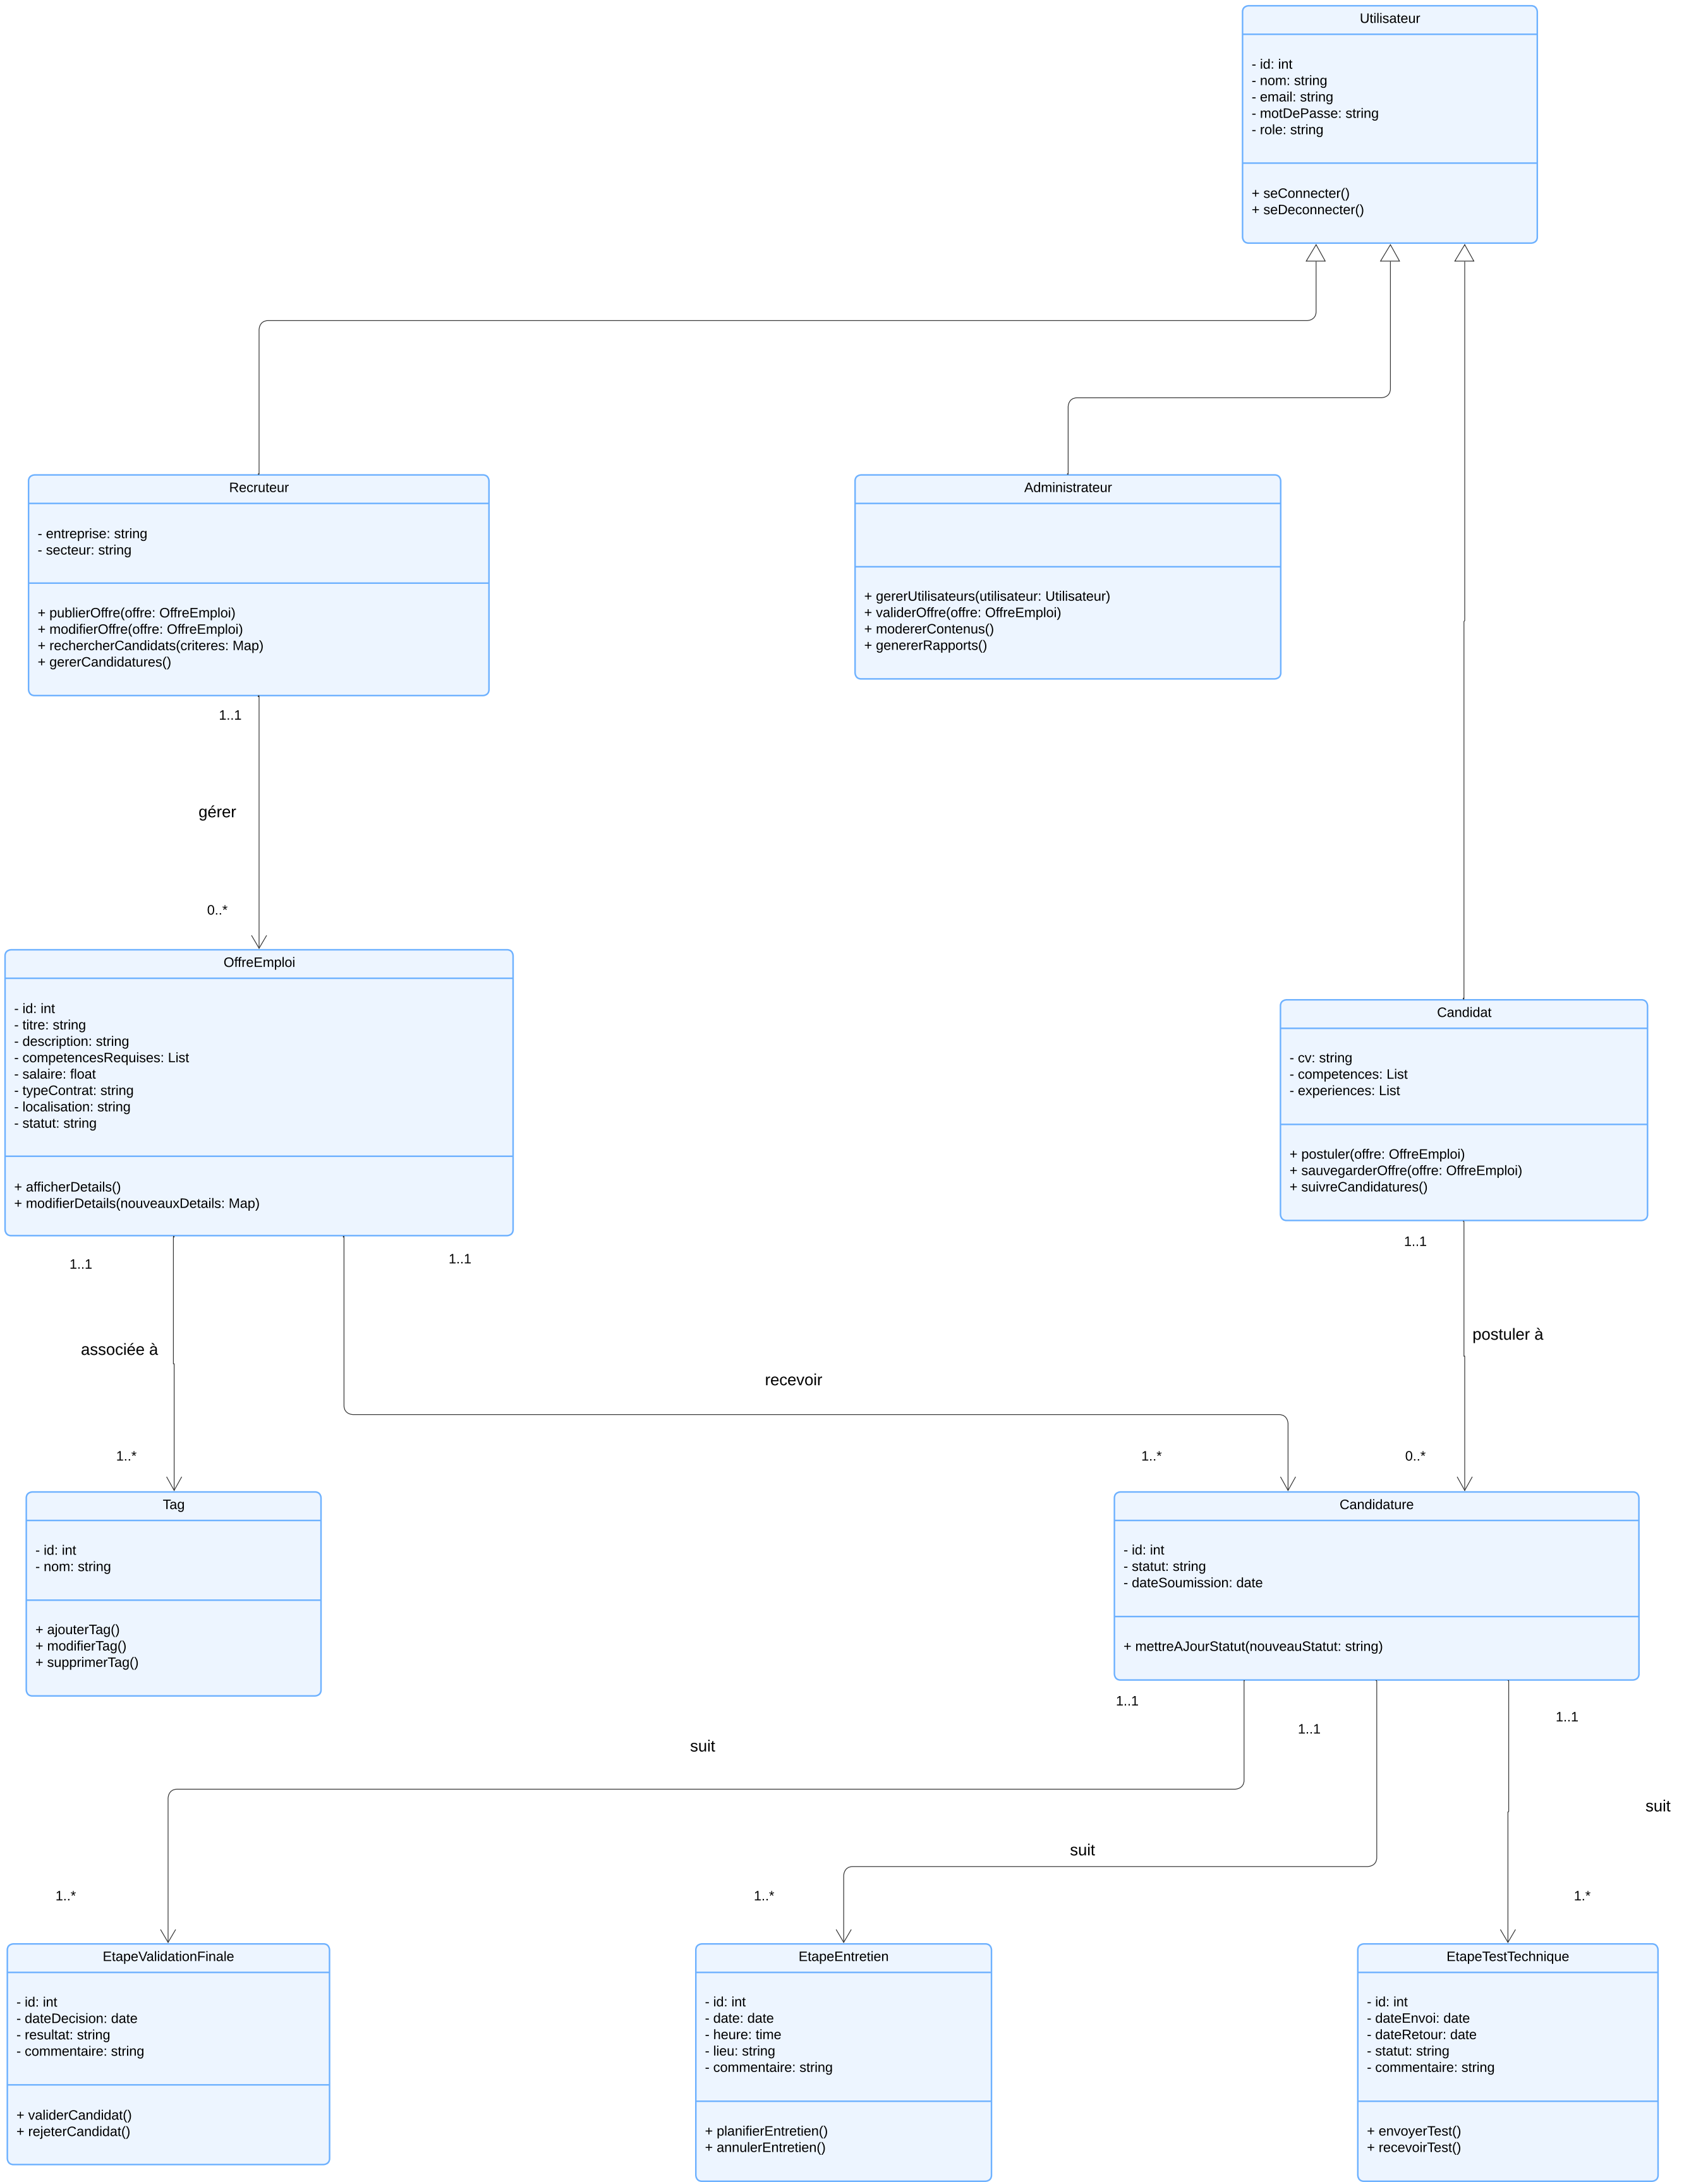 Utilisateur
- id: int
- nom: string
- email: string
- motDePasse: string
- role: string
+ seConnecter()
+ seDeconnecter()
Recruteur
- entreprise: string
- secteur: string
+ publierOffre(offre: OffreEmploi)
+ modifierOffre(offre: OffreEmploi)
+ rechercherCandidats(criteres: Map)
+ gererCandidatures()
Administrateur
+ gererUtilisateurs(utilisateur: Utilisateur)
+ validerOffre(offre: OffreEmploi)
+ modererContenus()
+ genererRapports()
1..1
gérer
0..*
OffreEmploi
- id: int
- titre: string
- description: string
- competencesRequises: List
- salaire: float
- typeContrat: string
- localisation: string
- statut: string
+ afficherDetails()
+ modifierDetails(nouveauxDetails: Map)
Candidat
- cv: string
- competences: List
- experiences: List
+ postuler(offre: OffreEmploi)
+ sauvegarderOffre(offre: OffreEmploi)
+ suivreCandidatures()
1..1
1..1
1..1
associée à
recevoir
postuler à
1..*
1..*
0..*
Tag
- id: int
- nom: string
+ ajouterTag()
+ modifierTag()
+ supprimerTag()
Candidature
- id: int
- statut: string
- dateSoumission: date
+ mettreAJourStatut(nouveauStatut: string)
1..1
1..1
1..1
suit
suit
suit
1..*
1..*
1.*
EtapeValidationFinale
- id: int
- dateDecision: date
- resultat: string
- commentaire: string
+ validerCandidat()
+ rejeterCandidat()
EtapeEntretien
- id: int
- date: date
- heure: time
- lieu: string
- commentaire: string
+ planifierEntretien()
+ annulerEntretien()
EtapeTestTechnique
- id: int
- dateEnvoi: date
- dateRetour: date
- statut: string
- commentaire: string
+ envoyerTest()
+ recevoirTest()